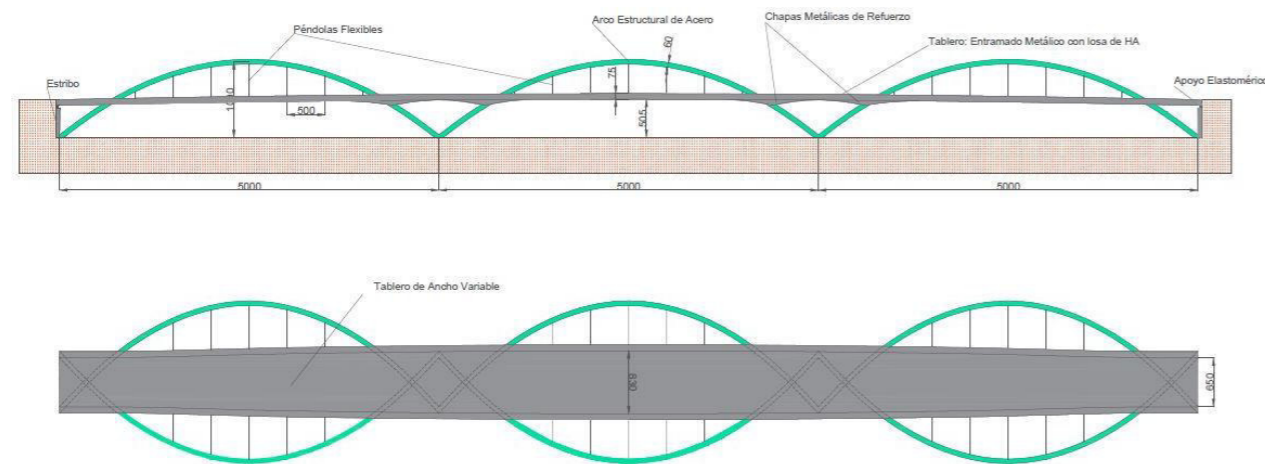 Péndolas Flexibles
Arco Estructural de Acero
Chapas Metálicas de Refuerzo
Tablero: Entramado Metálico con losa de HA
Estribo
Apoyo Elastomérico
60
75
500
505
5000
5000
5000
Tablero de Ancho Variable
830
650